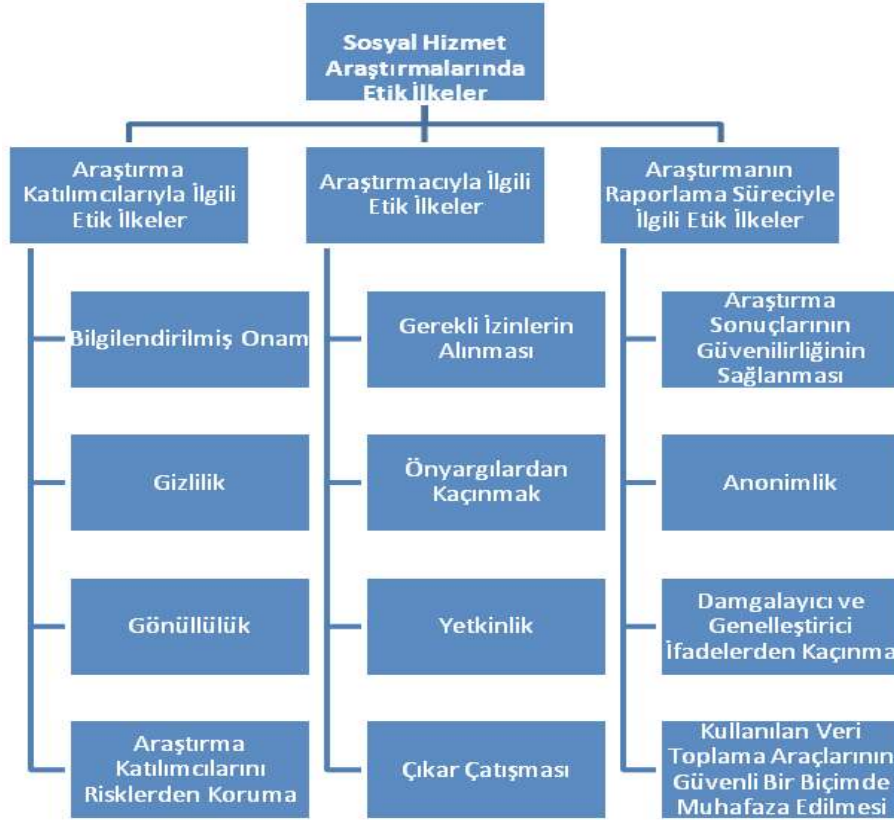 Sosyal Hizmet
Araştırmalarında
Etik İlkeler
Araştırma
Katılımcılarıyla İlgili
Etik İlkeler
Bilgilendirilmiş Onam
Gizlilik
Gönüllülük
Araştırma
Katılımcılarını
Risklerden Koruma
Araştırmacıyla İlgili
Etik İlkeler
Gerekli İzinlerin
Alınması
Önyargılardan
Kaçınmak
Yetkinlik
Çıkar Çatışması
Araştırmanın
Raporlama Süreciyle
İlgili Etik İlkeler
Araştırma
Sonuçlarının
Güvenilirliğinin
Sağlanması
Anonimlik
Damgalayıcı ve
Genelleştirici
İfadelerden Kaçınma
Kullanılan Veri
Toplama Araçlarının
Güvenli Bir Biçimde
Muhafaza Edilmesi